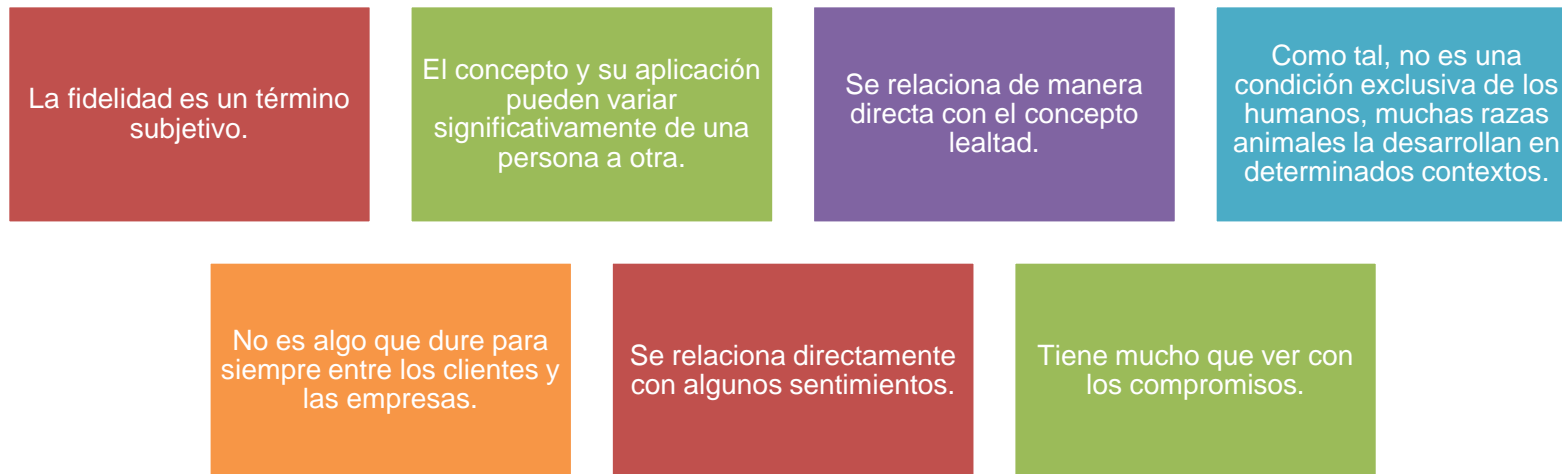 La fidelidad es un término
subjetivo.
El concepto y su aplicación
pueden variar
significativamente de una
persona a otra.
Se relaciona de manera
directa con el concepto
lealtad.
Como tal, no es una
condición exclusiva de los
humanos, muchas razas
animales la desarrollan en
determinados contextos.
No es algo que dure para
siempre entre los clientes y
las empresas.
Se relaciona directamente
con algunos sentimientos.
Tiene mucho que ver con
los compromisos.